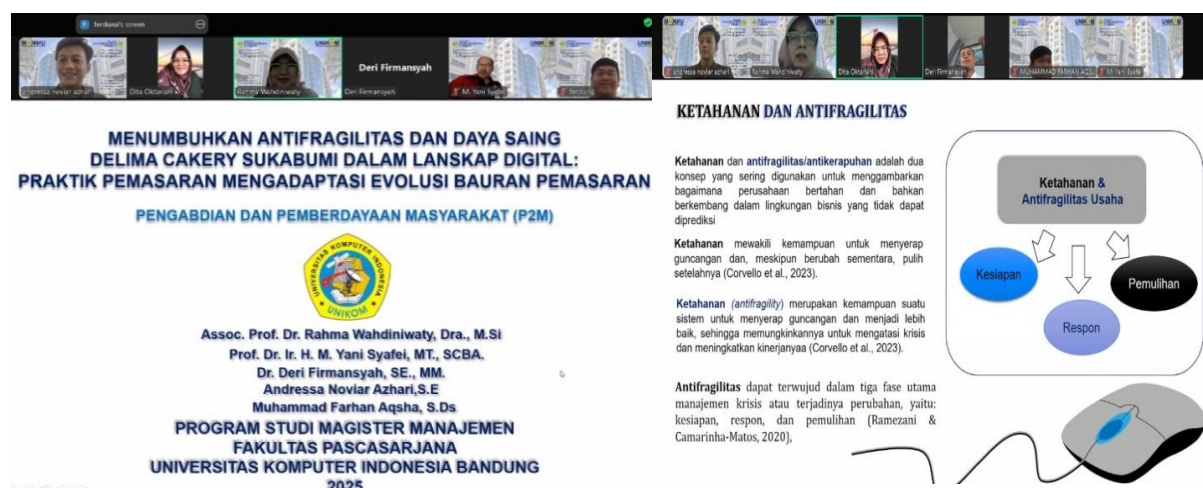 ferdiana's screen
UNIKOM
Deri Firmansyah
andressa noviar azhar
Dita Oktariani
Rahma Wahdiniwaty
Deri Firmansyah
M. Yani Syafei
MENUMBUHKAN ANTIFRAGILITAS DAN DAYA SAING
DELIMA CAKERY SUKABUMI DALAM LANSKAP DIGITAL:
PRAKTIK PEMASARAN MENGADAPTASI EVOLUSI BAURAN PEMASARAN
PENGABDIAN DAN PEMBERDAYAAN MASYARAKAT (P2M)
UNIVERSITAS KOMPUTER INDONESIA
UNIKOM
Assoc. Prof. Dr. Rahma Wahdiniwaty, Dra., M.Si
Prof. Dr. Ir. H. M. Yani Syafei, MT., SCBA.
Dr. Deri Firmansyah, SE., MM.
Andressa Noviar Azhari,S.E
Muhammad Farhan Aqsha, S.Ds
PROGRAM STUDI MAGISTER MANAJEMEN
FAKULTAS PASCASARJANA
UNIVERSITAS KOMPUTER INDONESIA BANDUNG
2025
andressa noviar azhari
Rahma Wahdiniwaty
Dita Oktariani
Deri Firmansyah
MUHAMMAD FARHAN AQS
M. Yani Syafei
KETAHANAN DAN ANTIFRAGILITAS
Ketahanan dan antifragilitas/antikerapuhan adalah dua
konsep yang sering digunakan untuk menggambarkan
bagaimana perusahaan bertahan dan bahkan
berkembang dalam lingkungan bisnis yang tidak dapat
diprediksi
Ketahanan mewakili kemampuan untuk menyerap
guncangan dan, meskipun berubah sementara, pulih
setelahnya (Corvello et al., 2023).
Ketahanan (antifragility) merupakan kemampuan suatu
sistem untuk menyerap guncangan dan menjadi lebih
baik, sehingga memungkinkannya untuk mengatasi krisis
dan meningkatkan kinerjanyaa (Corvello et al., 2023).
Antifragilitas dapat terwujud dalam tiga fase utama
manajemen krisis atau terjadinya perubahan, yaitu:
kesiapan, respon, dan pemulihan (Ramezani &
Camarinha-Matos, 2020),
Ketahanan &
Antifragilitas Usaha
Kesiapan
Respon
Pemulihan